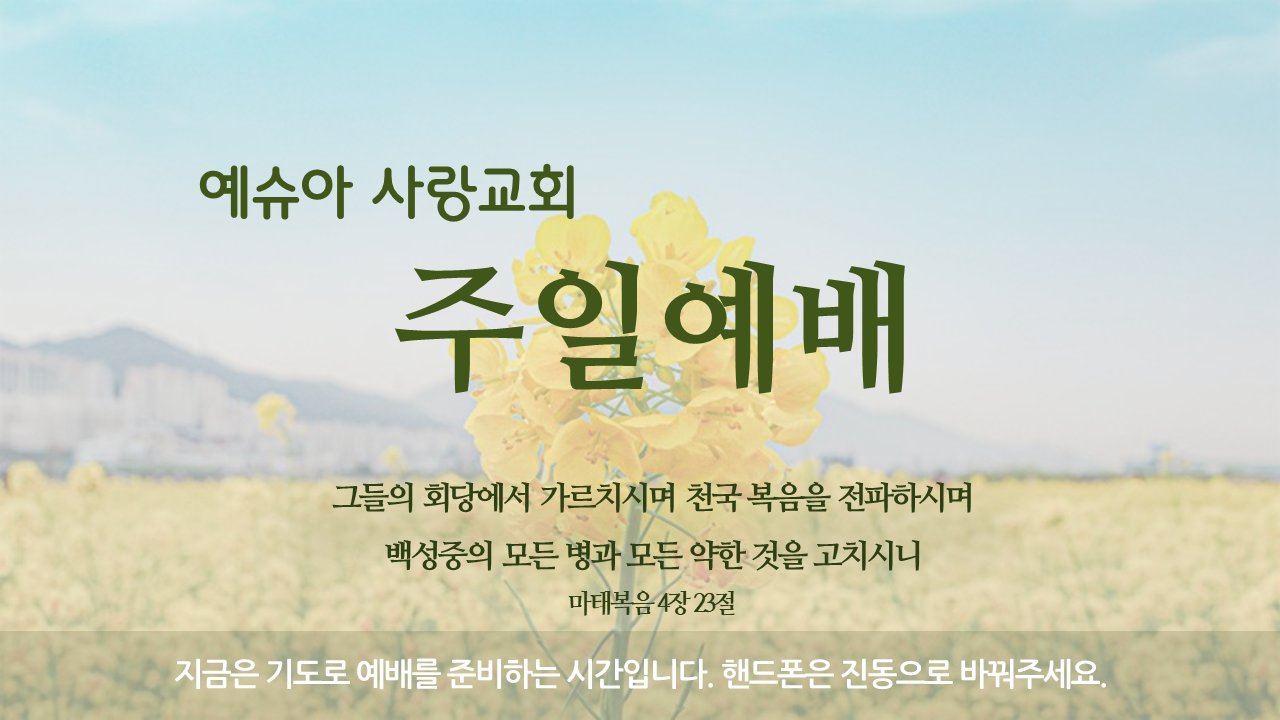 예슈아 사랑교회
주일예배
그들의 회당에서 가르치시며 천국 복음을 전파하시며
백성중의 모든 병과 모든 약한 것을 고치시니
마태복음 4장 23절
지금은 기도로 예배를 준비하는 시간입니다. 핸드폰은 진동으로 바꿔주세요.